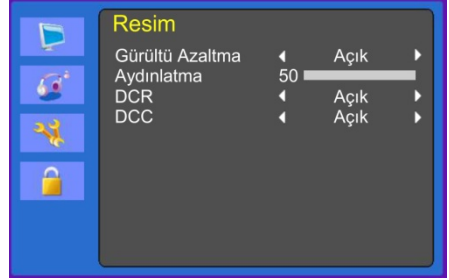 Resim
Gürültü Azaltma Açık
Aydınlatma 50
DCR Açık
DCC Açık